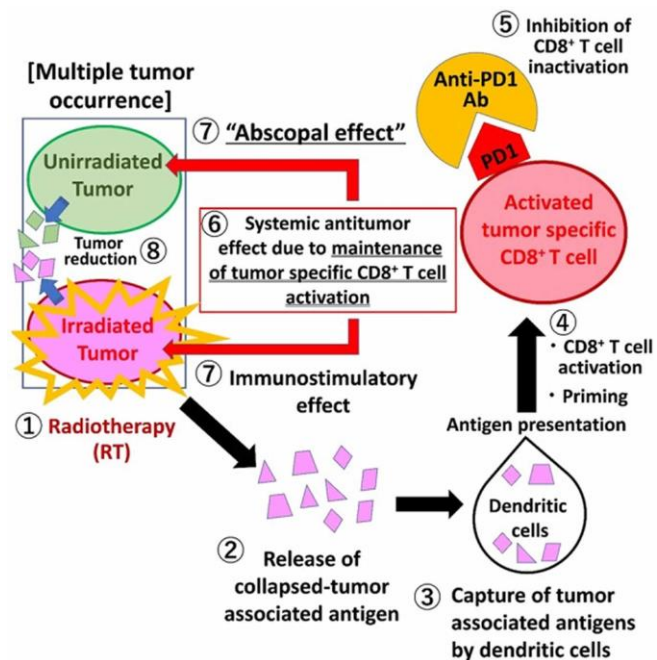 [Multiple tumor
occurrence]
⑤ Inhibition of
CD8⁺ T cell
inactivation
Anti-PD1
Ab
PD1
⑦ “Abscopal effect”
Unirradiated
Tumor
Activated
tumor specific
CD8⁺ T cell
⑥ Systemic antitumor
effect due to maintenance
of tumor specific CD8⁺ T cell
activation
Tumor
reduction ⑧
Irradiated
Tumor
⑦ Immunostimulatory
effect
④
・ CD8⁺ T cell
activation
・ Priming
Antigen presentation
① Radiotherapy
(RT)
Dendritic
cells
② Release of
collapsed-tumor
associated antigen
③ Capture of tumor
associated antigens
by dendritic cells